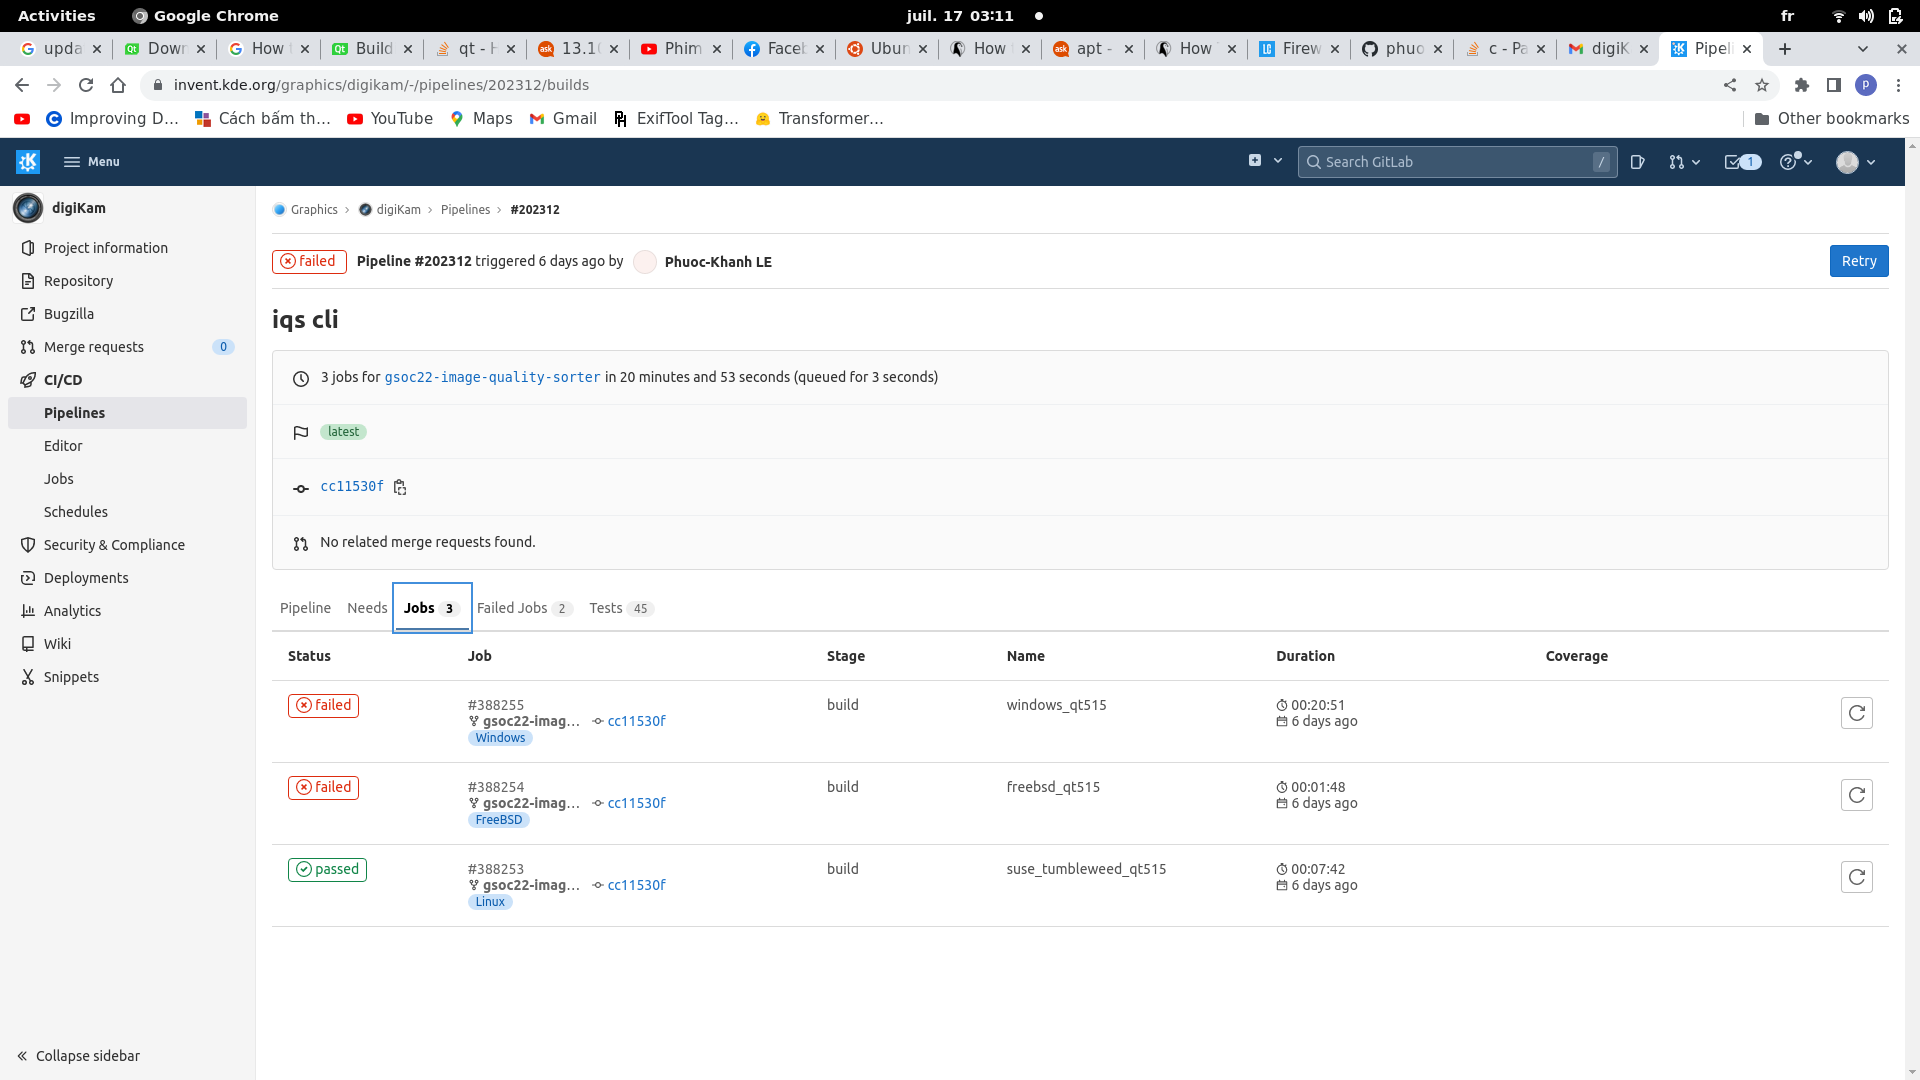 Activities Google Chrome juil. 17 03:11 fr
upda Down How t Build qt - H 13.10 Phim Faceb Ubun How apt - How Firew phuo c - Pa digiK Pipeli
invent.kde.org/graphics/digikam/-/pipelines/202312/builds p
Improving D... Cách bấm th... YouTube Maps Gmail ExifTool Tag... Transformer... Other bookmarks
Menu Search GitLab / 1
digiKam
Project information
Repository
Bugzilla
Merge requests 0
CI/CD
Pipelines
Editor
Jobs
Schedules
Security & Compliance
Deployments
Analytics
Wiki
Snippets
Collapse sidebar
Graphics › digiKam › Pipelines › #202312
failed Pipeline #202312 triggered 6 days ago by Phuoc-Khanh LE Retry
iqs cli
3 jobs for gsoc22-image-quality-sorter in 20 minutes and 53 seconds (queued for 3 seconds)
latest
cc11530f
No related merge requests found.
Pipeline Needs Jobs 3 Failed Jobs 2 Tests 45
Status Job Stage Name Duration Coverage
failed #388255 build windows_qt515 00:20:51
gsoc22-imag... cc11530f 6 days ago
Windows
failed #388254 build freebsd_qt515 00:01:48
gsoc22-imag... cc11530f 6 days ago
FreeBSD
passed #388253 build suse_tumbleweed_qt515 00:07:42
gsoc22-imag... cc11530f 6 days ago
Linux